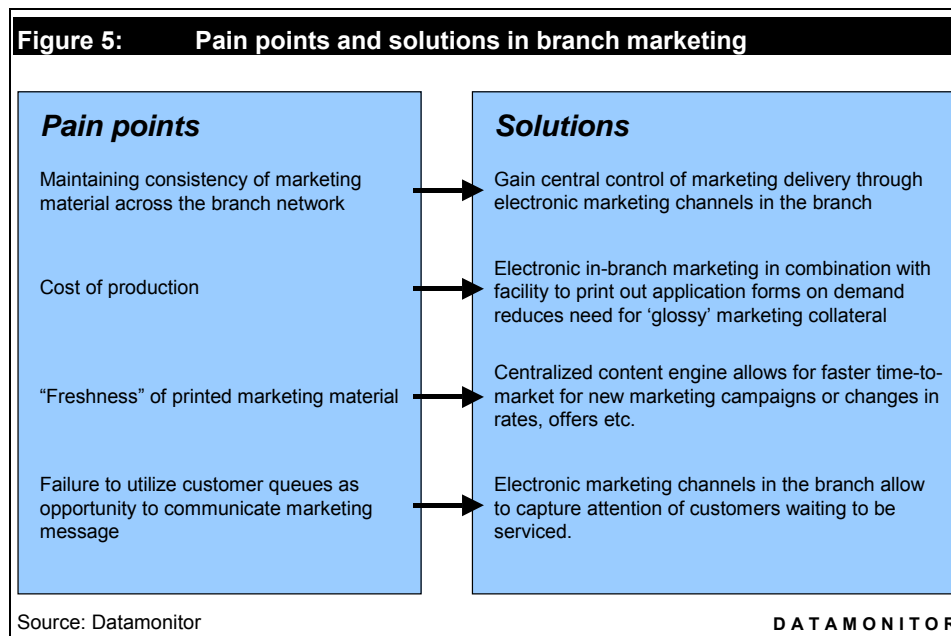 Figure 5: Pain points and solutions in branch marketing
Pain points
Maintaining consistency of marketing
material across the branch network
Cost of production
“Freshness” of printed marketing material
Failure to utilize customer queues as
opportunity to communicate marketing
message
Solutions
Gain central control of marketing delivery through
electronic marketing channels in the branch
Electronic in-branch marketing in combination with
facility to print out application forms on demand
reduces need for ‘glossy’ marketing collateral
Centralized content engine allows for faster time-to-
market for new marketing campaigns or changes in
rates, offers etc.
Electronic marketing channels in the branch allow
to capture attention of customers waiting to be
serviced.
Source: Datamonitor
DATAMONITOR